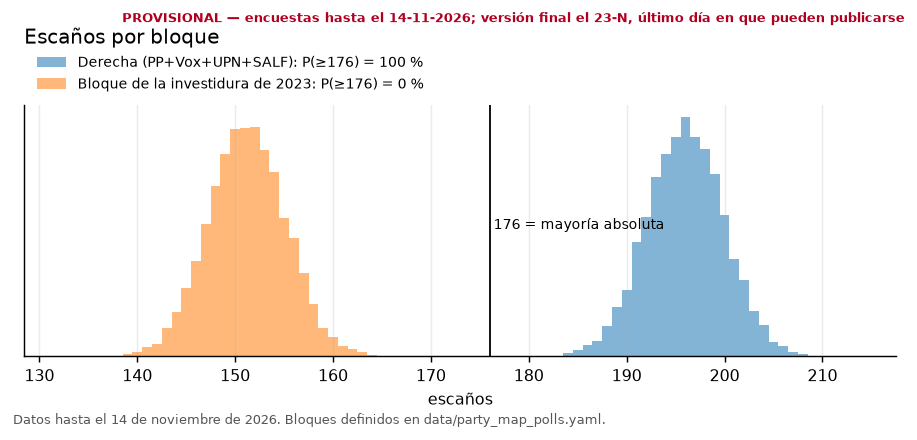 PROVISIONAL — encuestas hasta el 14-11-2026; versión final el 23-N, último día en que pueden publicarse
Escaños por bloque
Derecha (PP+Vox+UPN+SALF): P(≥176) = 100 %
Bloque de la investidura de 2023: P(≥176) = 0 %
176 = mayoría absoluta
130 140 150 160 170 180 190 200 210
escaños
Datos hasta el 14 de noviembre de 2026. Bloques definidos en data/party_map_polls.yaml.